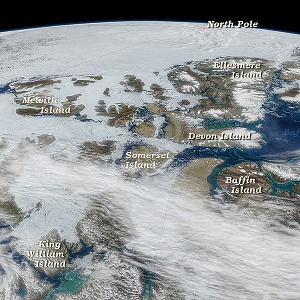 North Pole
Ellesmere
Island
Melville
Island
Devon Island
Somerset
Island
Baffin
Island
King
William
Island